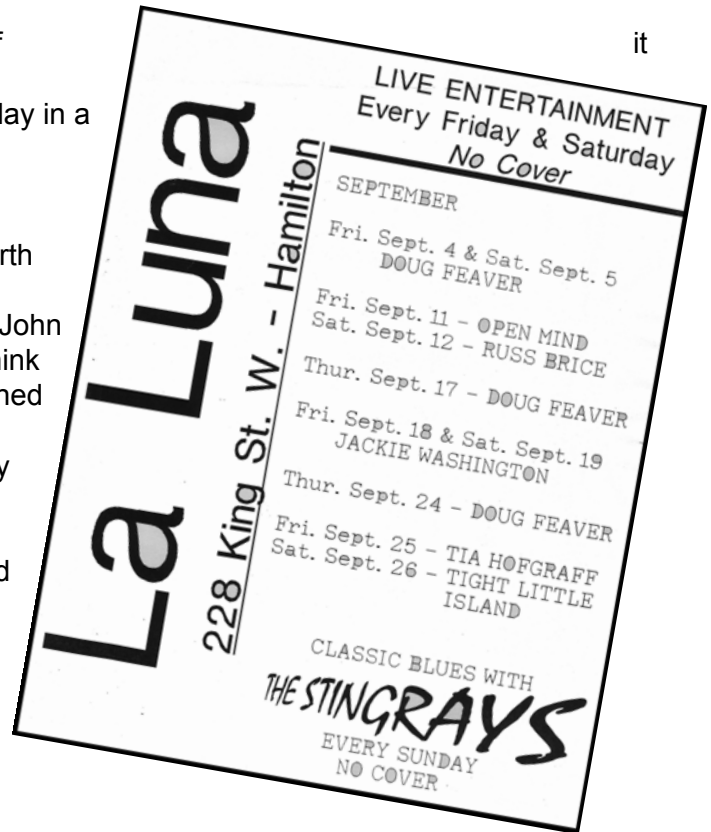 it
lay in a
rth
John
ink
ned
y
d
La Luna
228 King St. W. - Hamilton
LIVE ENTERTAINMENT
Every Friday & Saturday
No Cover
SEPTEMBER
Fri. Sept. 4 & Sat. Sept. 5
DOUG FEAVER
Fri. Sept. 11 - OPEN MIND
Sat. Sept. 12 - RUSS BRICE
Thur. Sept. 17 - DOUG FEAVER
Fri. Sept. 18 & Sat. Sept. 19
JACKIE WASHINGTON
Thur. Sept. 24 - DOUG FEAVER
Fri. Sept. 25 - TIA HOFGRAFF
Sat. Sept. 26 - TIGHT LITTLE
ISLAND
CLASSIC BLUES WITH
THE STINGRAYS
EVERY SUNDAY
NO COVER